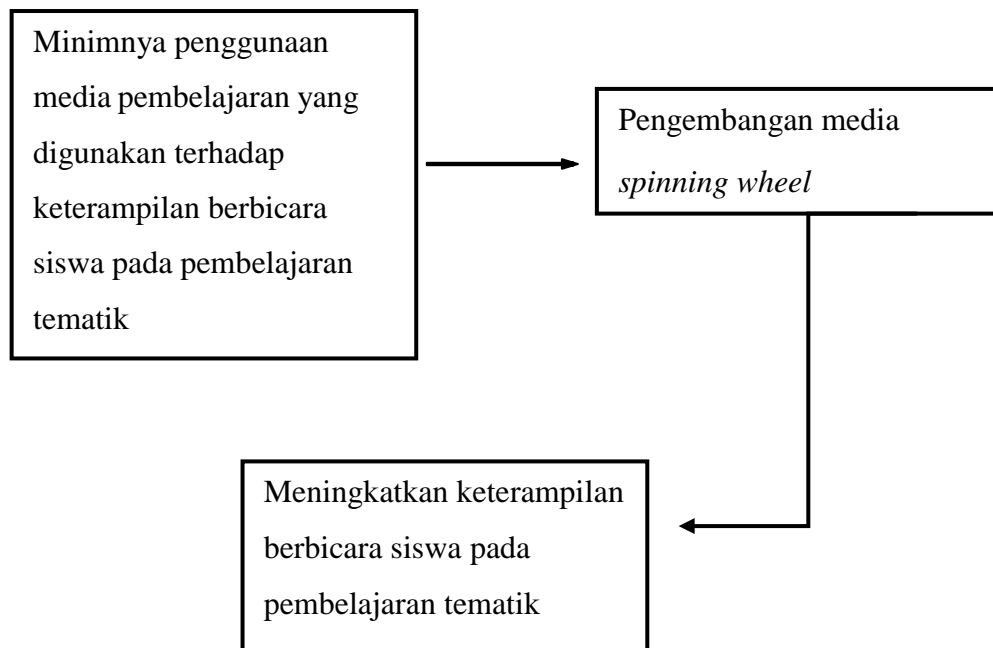 Minimnya penggunaan
media pembelajaran yang
digunakan terhadap
keterampilan berbicara
siswa pada pembelajaran
tematik
Pengembangan media
spinning wheel
Meningkatkan keterampilan
berbicara siswa pada
pembelajaran tematik